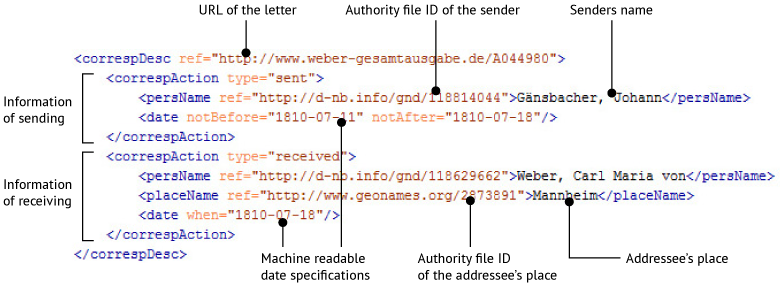 URL of the letter
Authority file ID of the sender
Senders name
<correspDesc ref="http://www.weber-gesamtausgabe.de/A044980">
<correspAction type="sent">
Information
of sending
<persName ref="http://d-nb.info/gnd/118814044">Gänsbacher, Johann</persName>
<date notBefore="1810-07-11" notAfter="1810-07-18"/>
</correspAction>
<correspAction type="received">
Information
of receiving
<persName ref="http://d-nb.info/gnd/118629662">Weber, Carl Maria von</persName>
<placeName ref="http://www.geonames.org/2873891">Mannheim</placeName>
<date when="1810-07-18"/>
</correspAction>
</correspDesc>
Machine readable
date specifications
Authority file ID
of the addressee's place
Addressee's place